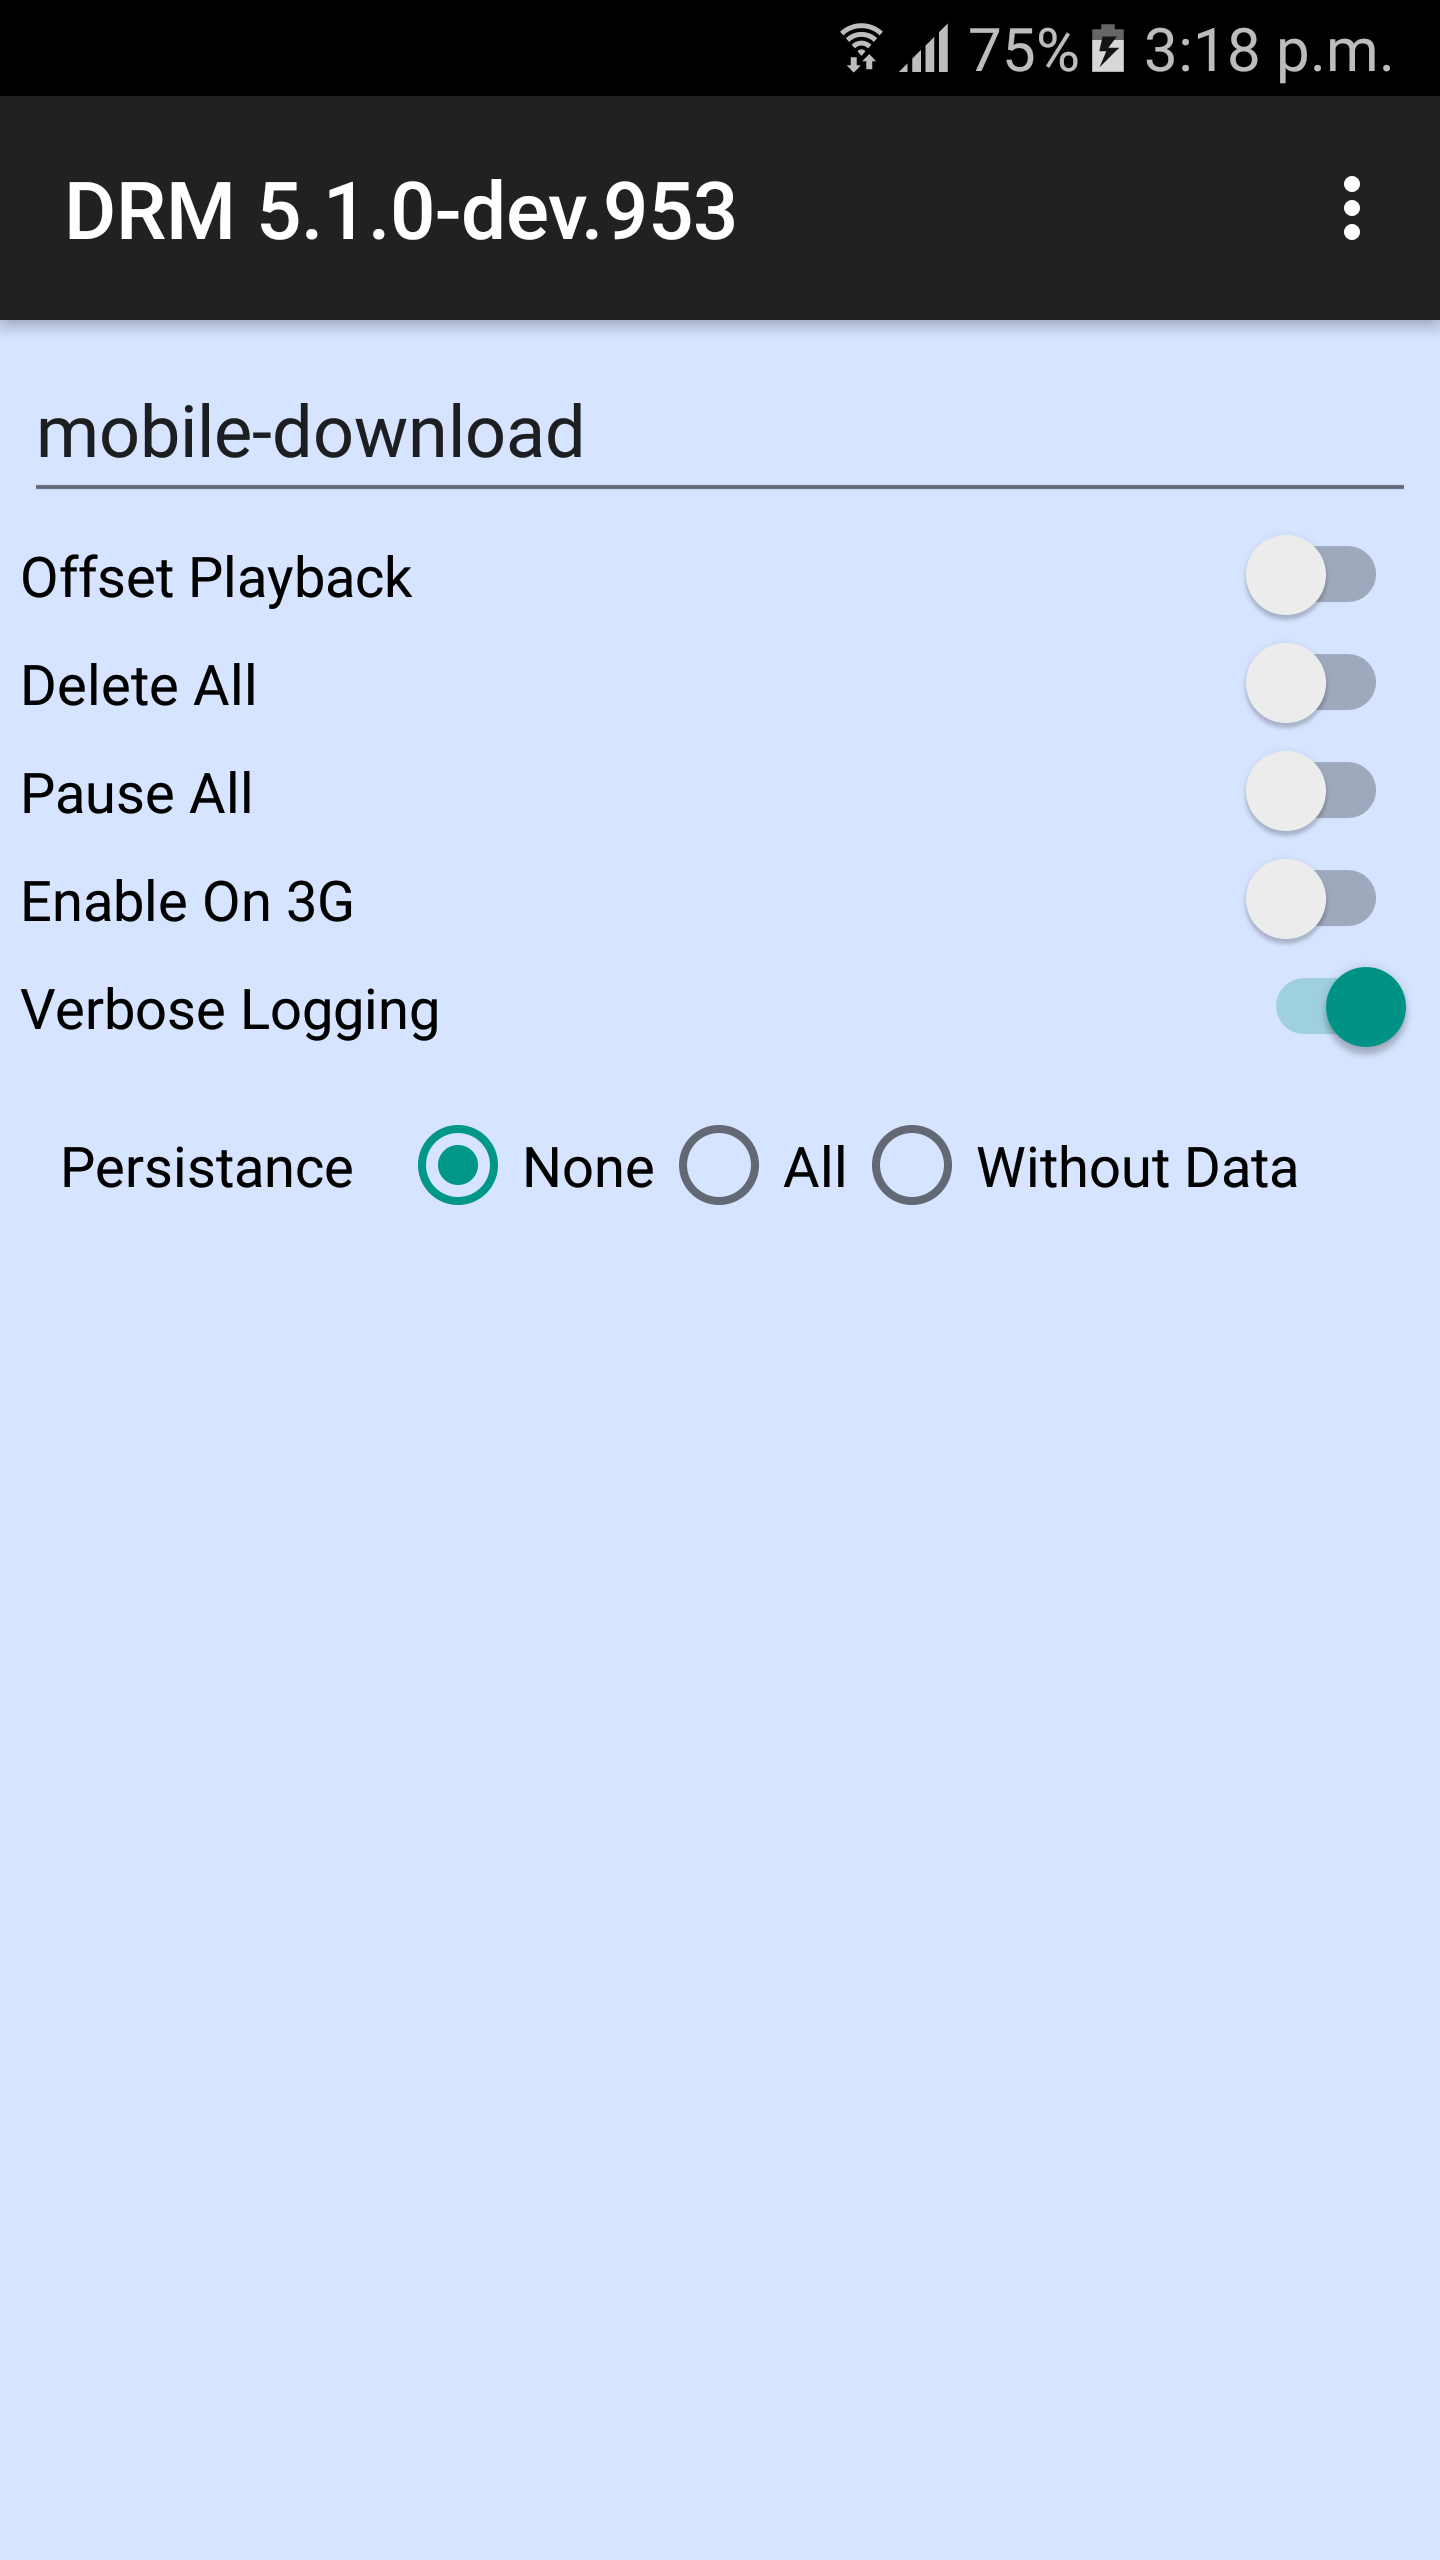 75% 3:18 p.m.
DRM 5.1.0-dev.953
mobile-download
Offset Playback
Delete All
Pause All
Enable On 3G
Verbose Logging
Persistance None All Without Data